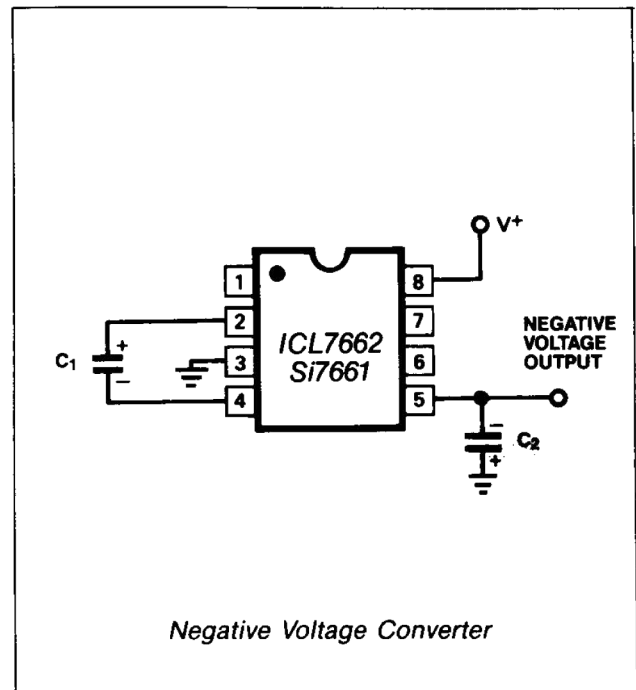 V+
1
8
2
7
3
6
4
5
ICL7662
Si7661
C1
+
−
NEGATIVE
VOLTAGE
OUTPUT
−
+
C2
Negative Voltage Converter